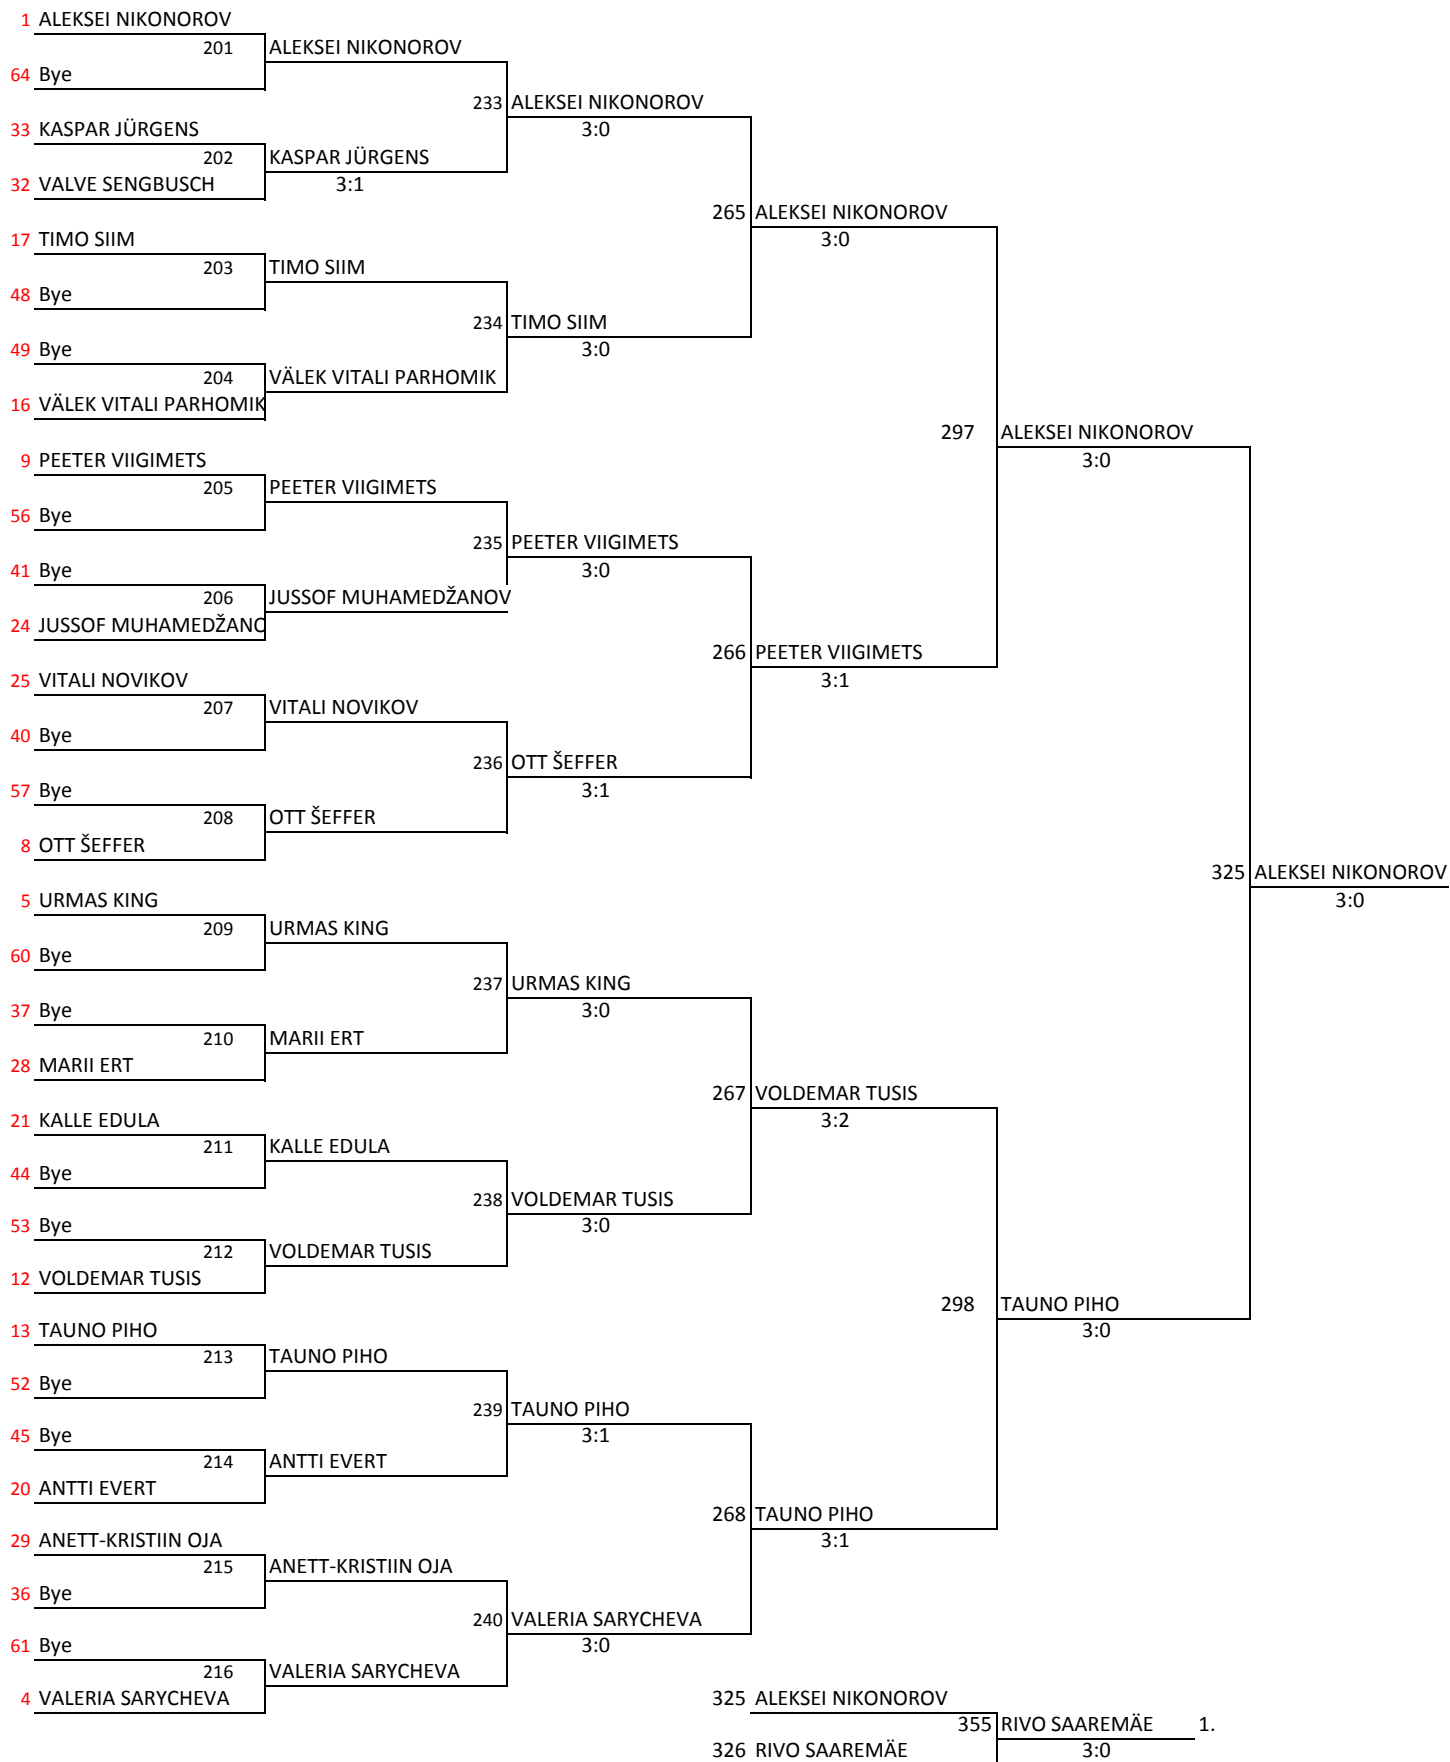 1 ALEKSEI NIKONOROV
201 ALEKSEI NIKONOROV
64 Bye
233 ALEKSEI NIKONOROV
3:0
33 KASPAR JÜRGENS
202 KASPAR JÜRGENS
32 VALVE SENGBUSCH 3:1
265 ALEKSEI NIKONOROV
3:0
17 TIMO SIIM
203 TIMO SIIM
48 Bye
234 TIMO SIIM
3:0
49 Bye
204 VÄLEK VITALI PARHOMIK
16 VÄLEK VITALI PARHOMIK
297 ALEKSEI NIKONOROV
3:0
9 PEETER VIIGIMETS
205 PEETER VIIGIMETS
56 Bye
235 PEETER VIIGIMETS
3:0
41 Bye
206 JUSSOF MUHAMEDŽANOV
24 JUSSOF MUHAMEDŽANO
266 PEETER VIIGIMETS
3:1
25 VITALI NOVIKOV
207 VITALI NOVIKOV
40 Bye
236 OTT ŠEFFER
3:1
57 Bye
208 OTT ŠEFFER
8 OTT ŠEFFER
325 ALEKSEI NIKONOROV
3:0
5 URMAS KING
209 URMAS KING
60 Bye
237 URMAS KING
3:0
37 Bye
210 MARII ERT
28 MARII ERT
267 VOLDEMAR TUSIS
3:2
21 KALLE EDULA
211 KALLE EDULA
44 Bye
238 VOLDEMAR TUSIS
3:0
53 Bye
212 VOLDEMAR TUSIS
12 VOLDEMAR TUSIS
298 TAUNO PIHO
3:0
13 TAUNO PIHO
213 TAUNO PIHO
52 Bye
239 TAUNO PIHO
3:1
45 Bye
214 ANTTI EVERT
20 ANTTI EVERT
268 TAUNO PIHO
3:1
29 ANETT-KRISTIIN OJA
215 ANETT-KRISTIIN OJA
36 Bye
240 VALERIA SARYCHEVA
3:0
61 Bye
216 VALERIA SARYCHEVA
4 VALERIA SARYCHEVA
325 ALEKSEI NIKONOROV
355 RIVO SAAREMÄE 1.
326 RIVO SAAREMÄE 3:0